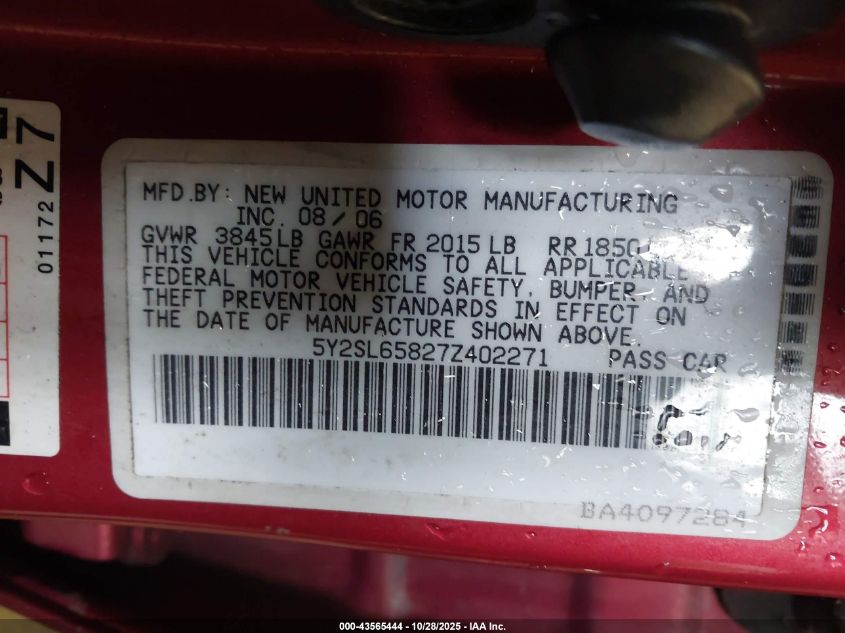 MFD.BY: NEW UNITED MOTOR MANUFACTURING
INC. 08/06
GVWR 3845LB GAWR FR 2015 LB RR 1850
THIS VEHICLE CONFORMS TO ALL APPLICABLE
FEDERAL MOTOR VEHICLE SAFETY, BUMPER, AND
THEFT PREVENTION STANDARDS IN EFFECT ON
THE DATE OF MANUFACTURE SHOWN ABOVE.
5Y2SL65827Z402271 PASS CAR
BA4097284
01172
Z7
000-43565444 | 10/28/2025 - IAA Inc.